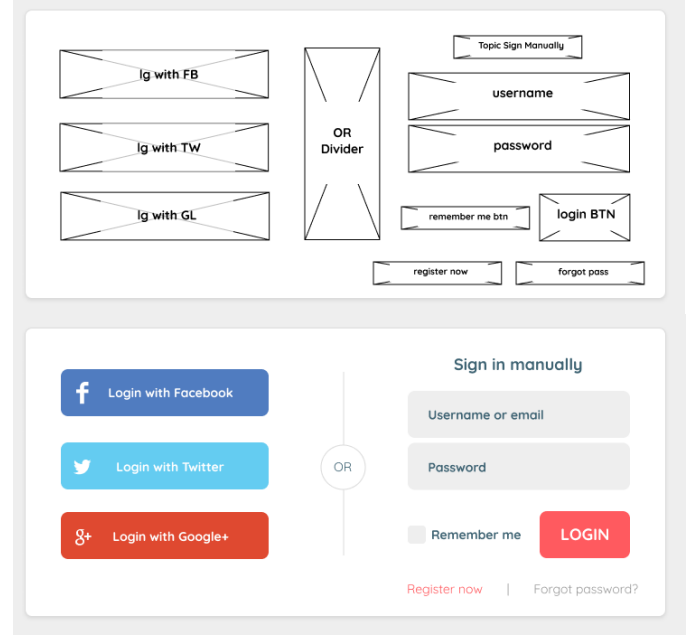 Topic Sign Manually
lg with FB
username
OR
Divider
lg with TW
password
lg with GL
remember me btn
login BTN
register now
forgot pass
Sign in manually
f
Login with Facebook
Username or email
Login with Twitter
OR
Password
g+
Login with Google+
Remember me
LOGIN
Register now | Forgot password?